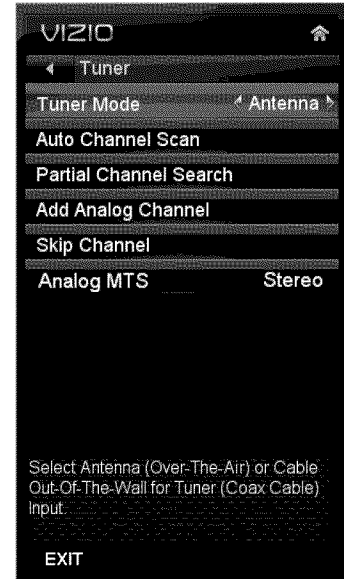 VIZIO
Tuner
Tuner Mode Antenna
Auto Channel Scan
Partial Channel Search
Add Analog Channel
Skip Channel
Analog MTS Stereo
Select Antenna (Over-The-Air) or Cable
Out-Of-The-Wall for Tuner (Coax Cable)
Input
EXIT